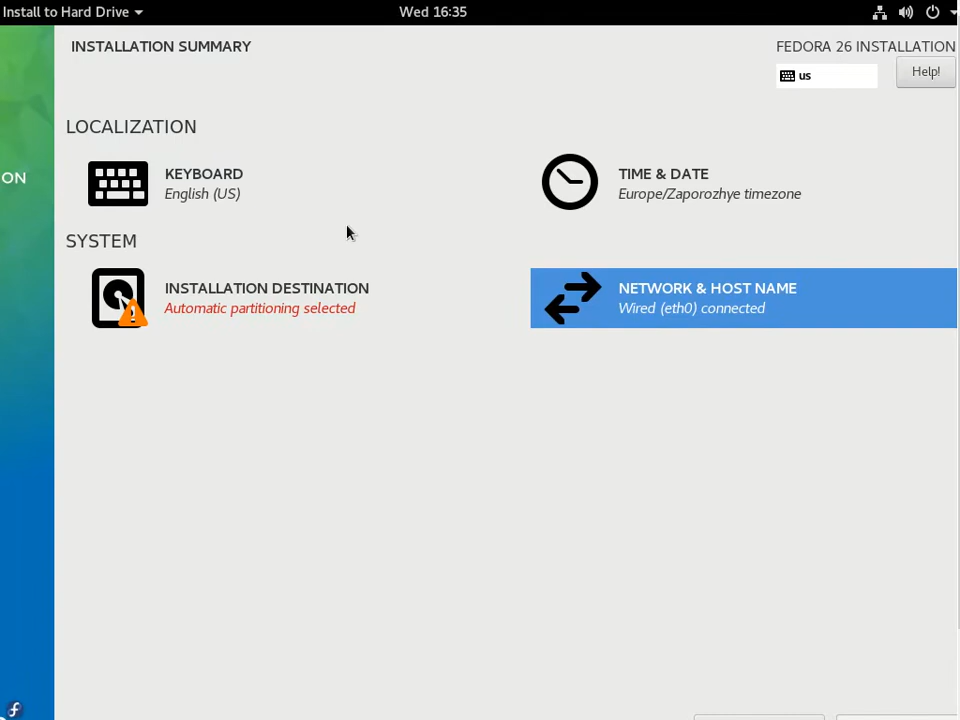 Install to Hard Drive
Wed 16:35
INSTALLATION SUMMARY
FEDORA 26 INSTALLATION
us
Help!
ON
LOCALIZATION
KEYBOARD
English (US)
TIME & DATE
Europe/Zaporozhye timezone
SYSTEM
INSTALLATION DESTINATION
Automatic partitioning selected
NETWORK & HOST NAME
Wired (eth0) connected